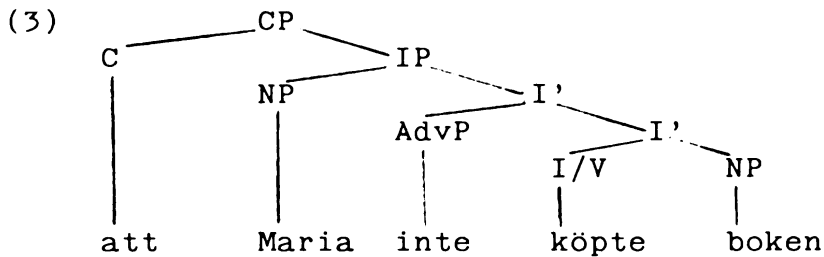 (3) CP
C IP
NP I'
AdvP I'
I/V NP
att Maria inte köpte boken